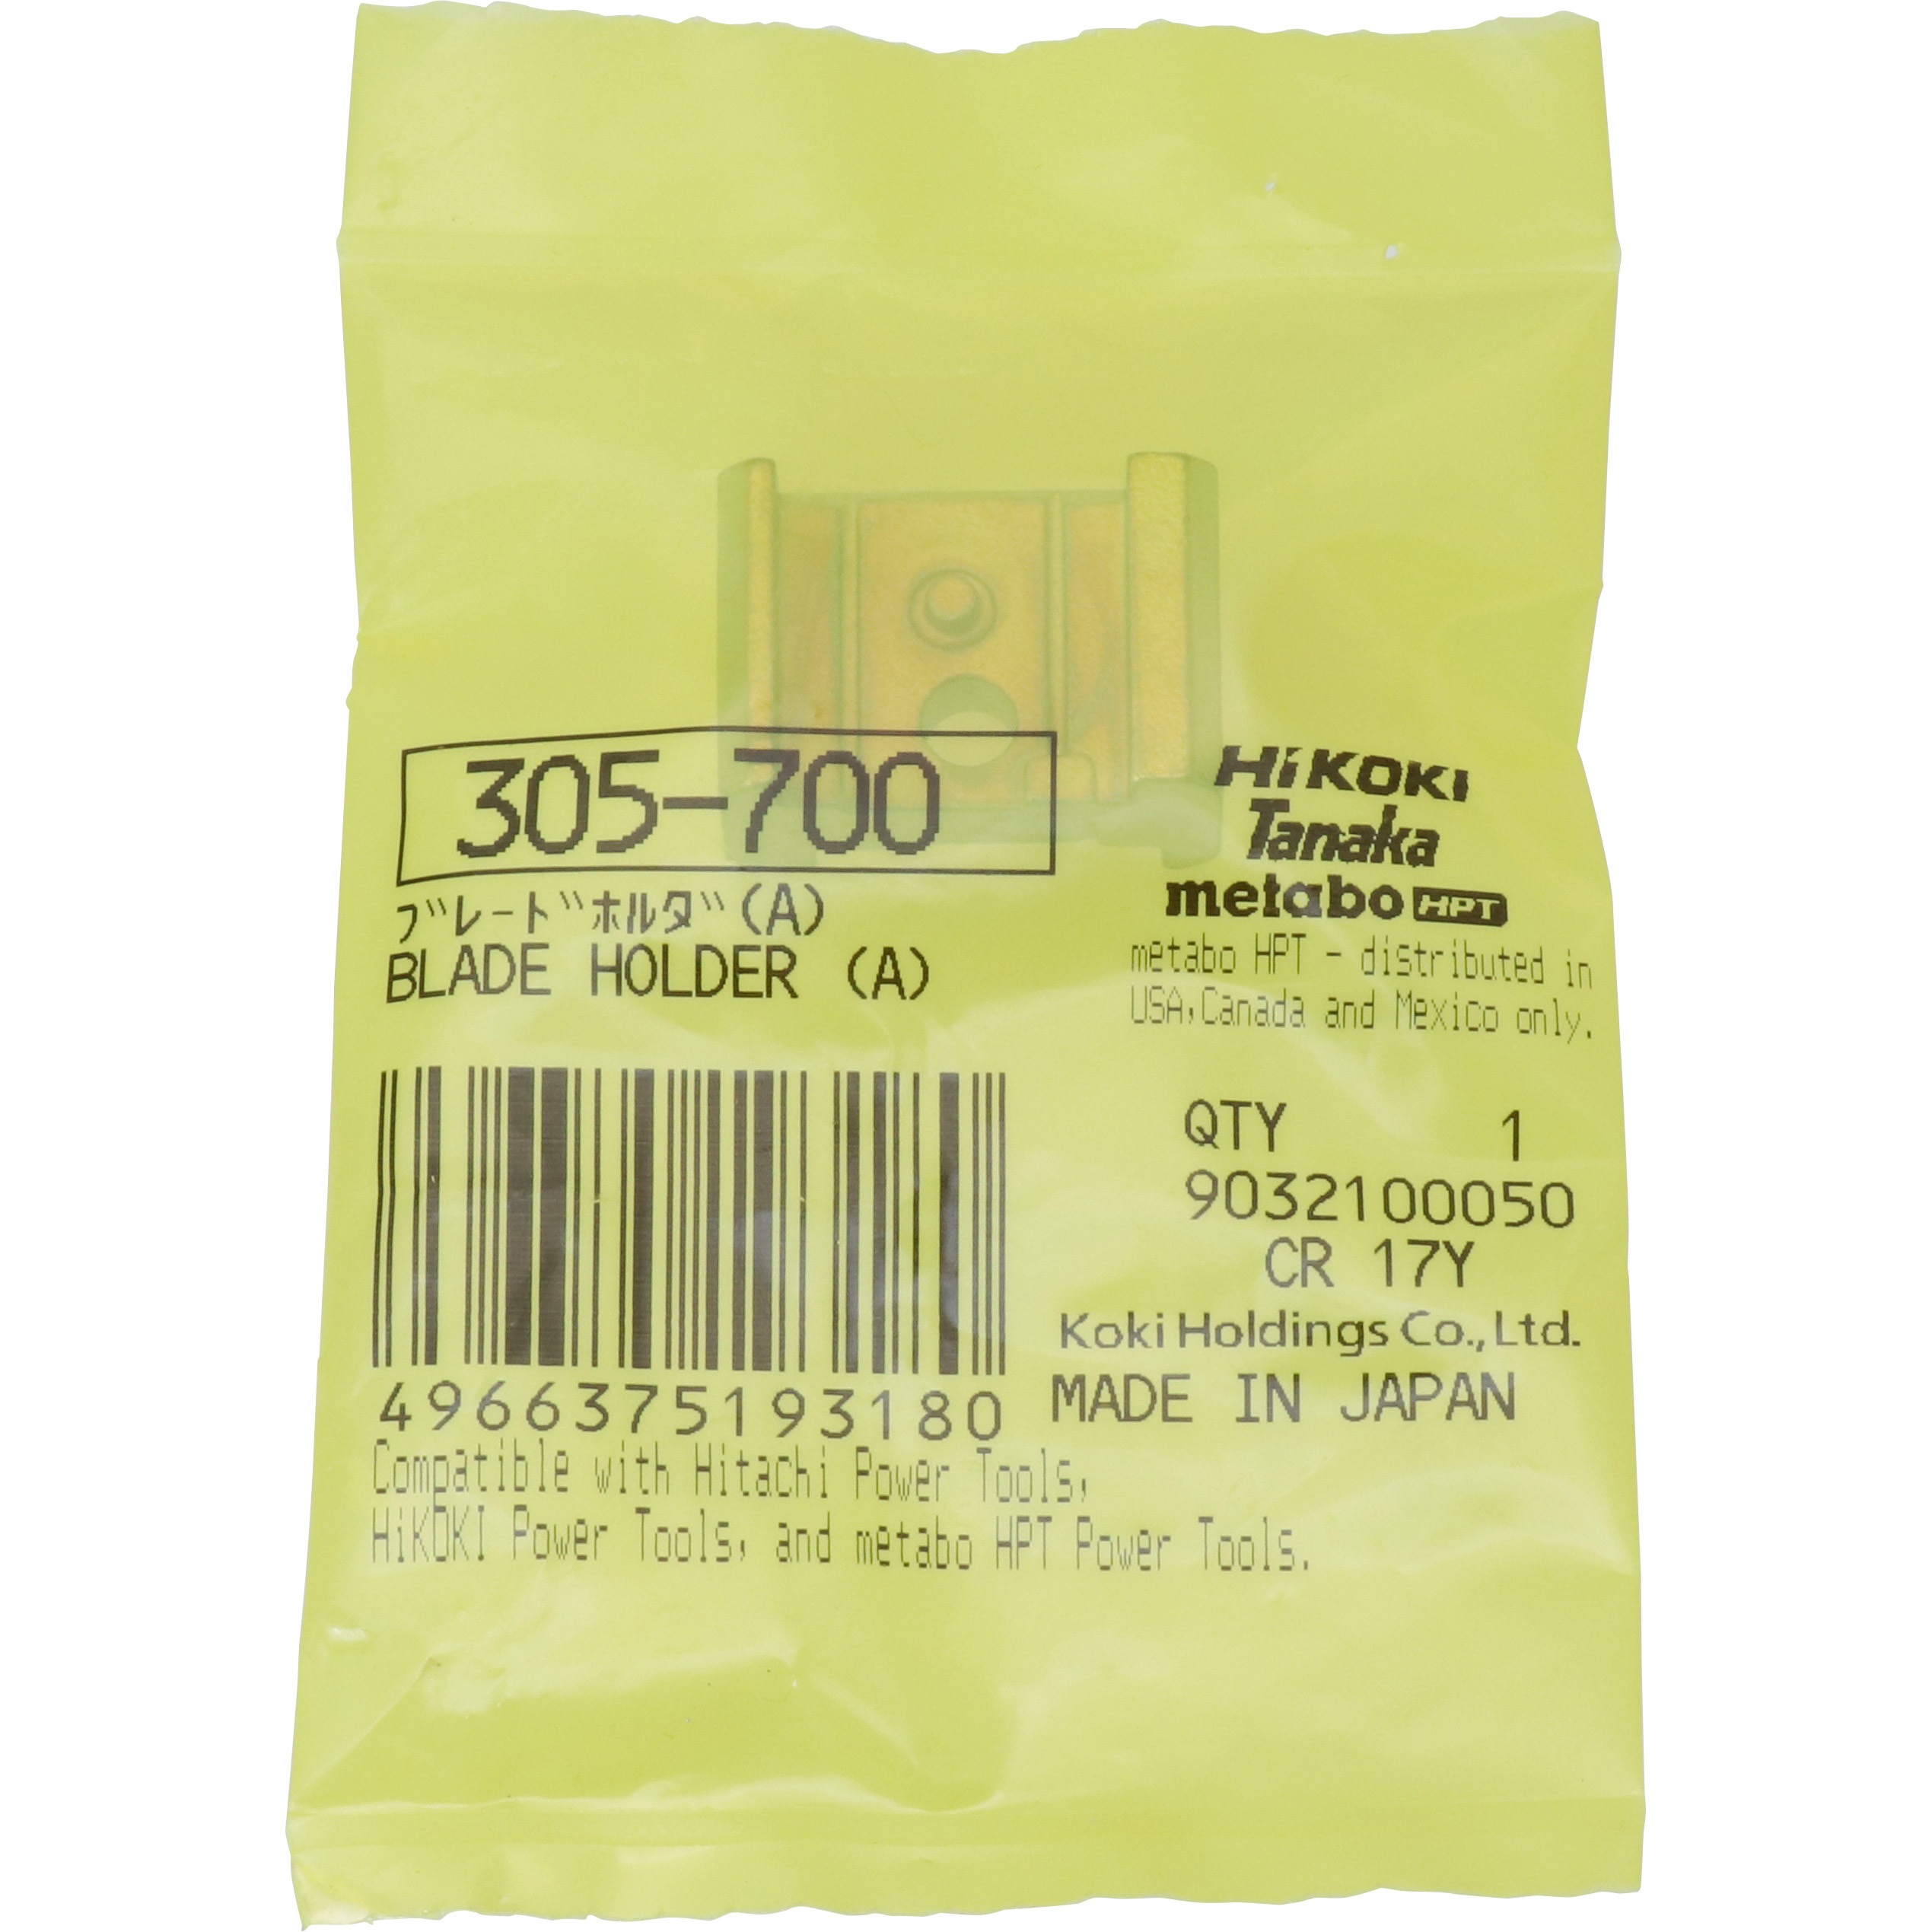 305-700
ブレードホルダ(A)
BLADE HOLDER (A)
HiKOKI
Tanaka
metabo HPT
metabo HPT - distributed in
USA,Canada and Mexico only.
QTY 1
9032100050
CR 17Y
Koki Holdings Co., Ltd.
MADE IN JAPAN
4966375193180
Compatible with Hitachi Power Tools,
HiKOKI Power Tools, and metabo HPT Power Tools.